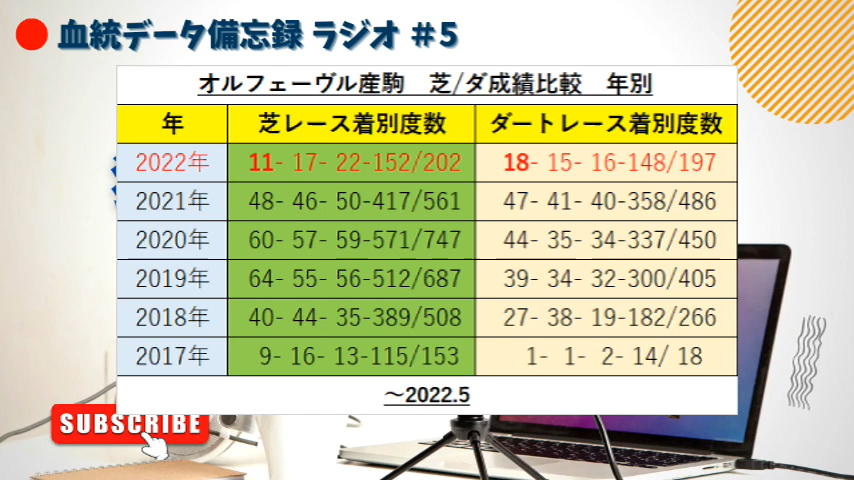 血統データ備忘録 ラジオ #5
オルフェーヴル産駒 芝/ダ成績比較 年別
年 芝レース着別度数 ダートレース着別度数
2022年 11- 17- 22-152/202 18- 15- 16-148/197
2021年 48- 46- 50-417/561 47- 41- 40-358/486
2020年 60- 57- 59-571/747 44- 35- 34-337/450
2019年 64- 55- 56-512/687 39- 34- 32-300/405
2018年 40- 44- 35-389/508 27- 38- 19-182/266
2017年 9- 16- 13-115/153 1- 1- 2- 14/ 18
～2022.5
SUBSCRIBE